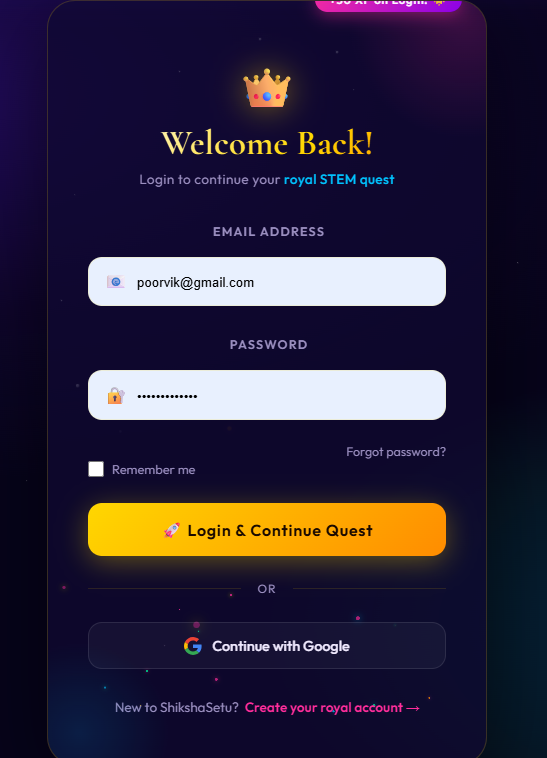 +50 XP on Login!
Welcome Back!
Login to continue your royal STEM quest
EMAIL ADDRESS
poorvik@gmail.com
PASSWORD
•••••••••••••
Forgot password?
Remember me
Login & Continue Quest
OR
Continue with Google
New to ShikshaSetu? Create your royal account →